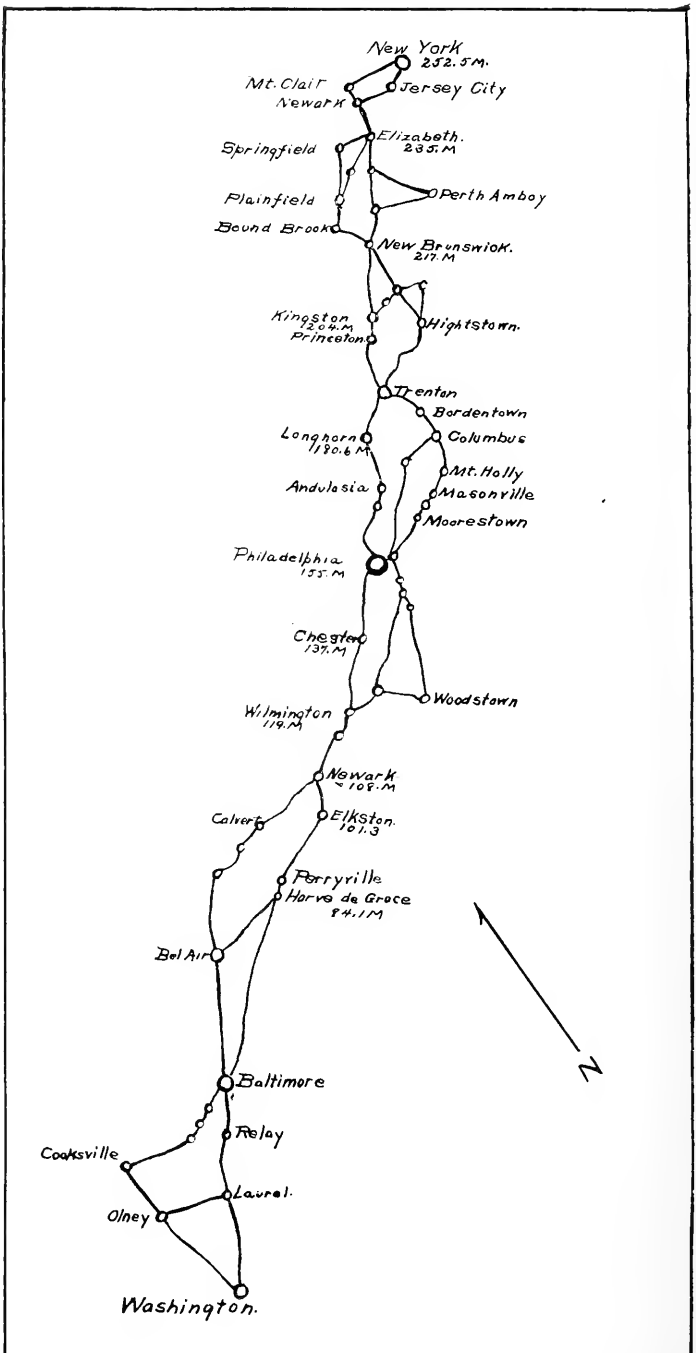 New York
252.5M.
Mt. Clair
Jersey City
Newark
Elizabeth.
235.M
Springfield
Plainfield
Perth Amboy
Bound Brook
New Brunswick.
217.M
Kingston
1204.M
Hightstown.
Princeton.
Trenton
Bordentown
Longhorn
180.6 M
Columbus
Mt. Holly
Andulasia
Masonville
Moorestown
Philadelphia
155.M
Chester
137.M
Woodstown
Wilmington
119.M
Newark
108.M
Calvert
Elkston.
101.3
Perryville
Harve de Grace
84.1M
Bel Air
N
Baltimore
Relay
Cooksville
Laurel.
Olney
Washington.